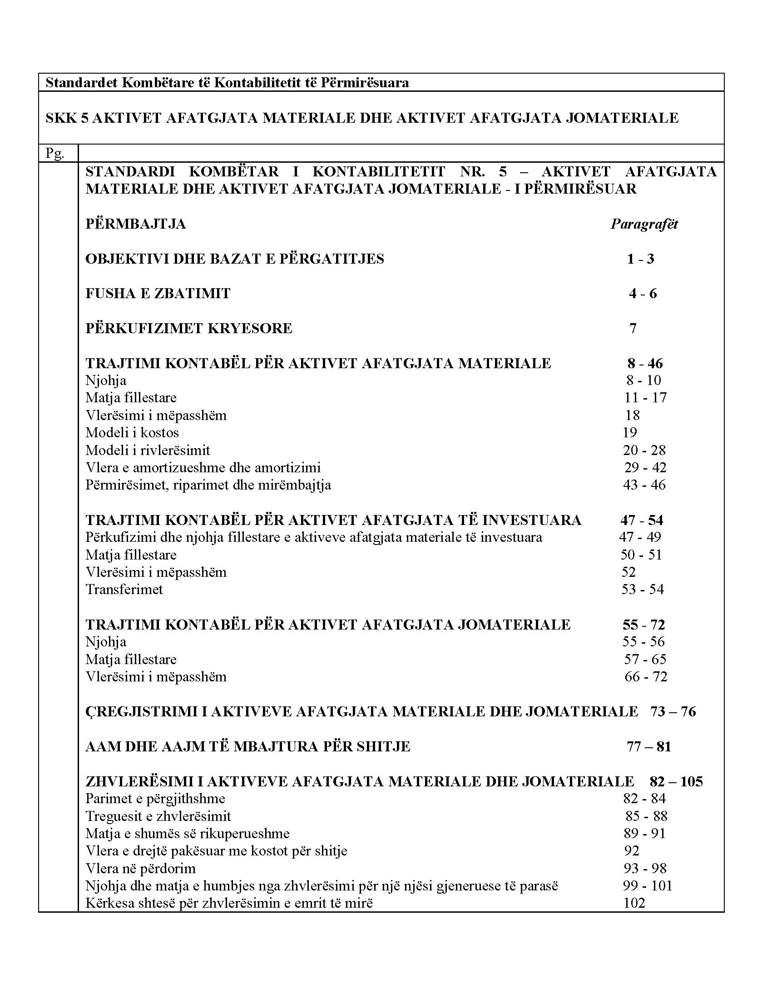 Standardet Kombëtare të Kontabilitetit të Përmirësuara
SKK 5 AKTIVET AFATGJATA MATERIALE DHE AKTIVET AFATGJATA JOMATERIALE
Pg.
STANDARDI KOMBËTAR I KONTABILITETIT NR. 5 – AKTIVET AFATGJATA
MATERIALE DHE AKTIVET AFATGJATA JOMATERIALE - I PËRMIRËSUAR
PËRMBAJTJA Paragrafët
OBJEKTIVI DHE BAZAT E PËRGATITJES 1 - 3
FUSHA E ZBATIMIT 4 - 6
PËRKUFIZIMET KRYESORE 7
TRAJTIMI KONTABËL PËR AKTIVET AFATGJATA MATERIALE 8 - 46
Njohja 8 - 10
Matja fillestare 11 - 17
Vlerësimi i mëpasshëm 18
Modeli i kostos 19
Modeli i rivlerësimit 20 - 28
Vlera e amortizueshme dhe amortizimi 29 - 42
Përmirësimet, riparimet dhe mirëmbajtja 43 - 46
TRAJTIMI KONTABËL PËR AKTIVET AFATGJATA TË INVESTUARA 47 - 54
Përkufizimi dhe njohja fillestare e aktiveve afatgjata materiale të investuara 47 - 49
Matja fillestare 50 - 51
Vlerësimi i mëpasshëm 52
Transferimet 53 - 54
TRAJTIMI KONTABËL PËR AKTIVET AFATGJATA JOMATERIALE 55 - 72
Njohja 55 - 56
Matja fillestare 57 - 65
Vlerësimi i mëpasshëm 66 - 72
ÇREGJISTRIMI I AKTIVEVE AFATGJATA MATERIALE DHE JOMATERIALE 73 – 76
AAM DHE AAJM TË MBAJTURA PËR SHITJE 77 – 81
ZHVLERËSIMI I AKTIVEVE AFATGJATA MATERIALE DHE JOMATERIALE 82 – 105
Parimet e përgjithshme 82 - 84
Treguesit e zhvlerësimit 85 - 88
Matja e shumës së rikuperueshme 89 - 91
Vlera e drejtë pakësuar me kostot për shitje 92
Vlera në përdorim 93 - 98
Njohja dhe matja e humbjes nga zhvlerësimi për një njësi gjeneruese të parasë 99 - 101
Kërkesa shtesë për zhvlerësimin e emrit të mirë 102